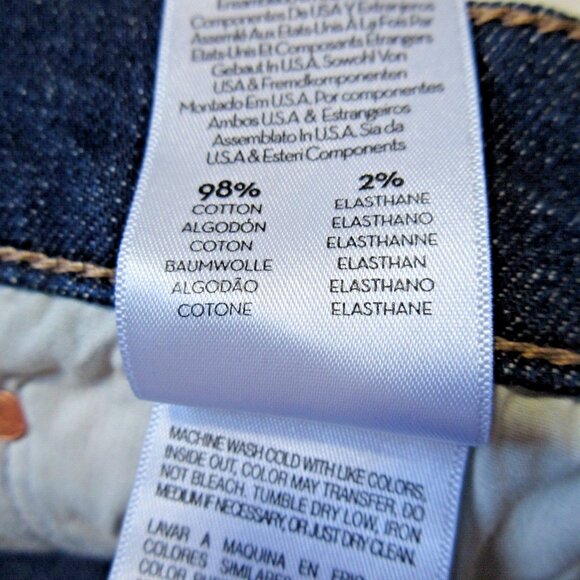 Componentes De USA Y Extranjeros
Assemblé Aux Etats Unis À La Fois Par
Etats-Unis Et Composants Étrangers
Gebaut In U.S.A. Sowohl Von
USA & Fremdkomponenten
Montado Em U.S.A. Por componentes
Ambos U.S.A & Estrangeiros
Assemblato In U.S.A. Sia da
U.S.A & Esteri Components
98% 2%
COTTON ELASTHANE
ALGODÓN ELASTHANO
COTON ELASTHANNE
BAUMWOLLE ELASTHAN
ALGODÃO ELASTHANO
COTONE ELASTHANE
MACHINE WASH COLD WITH LIKE COLORS,
INSIDE OUT, COLOR MAY TRANSFER, DO
NOT BLEACH. TUMBLE DRY LOW. IRON
MEDIUM IF NECESSARY, OR JUST DRY CLEAN.
LAVAR A MAQUINA EN
COLORES SIMILARES
COLOR